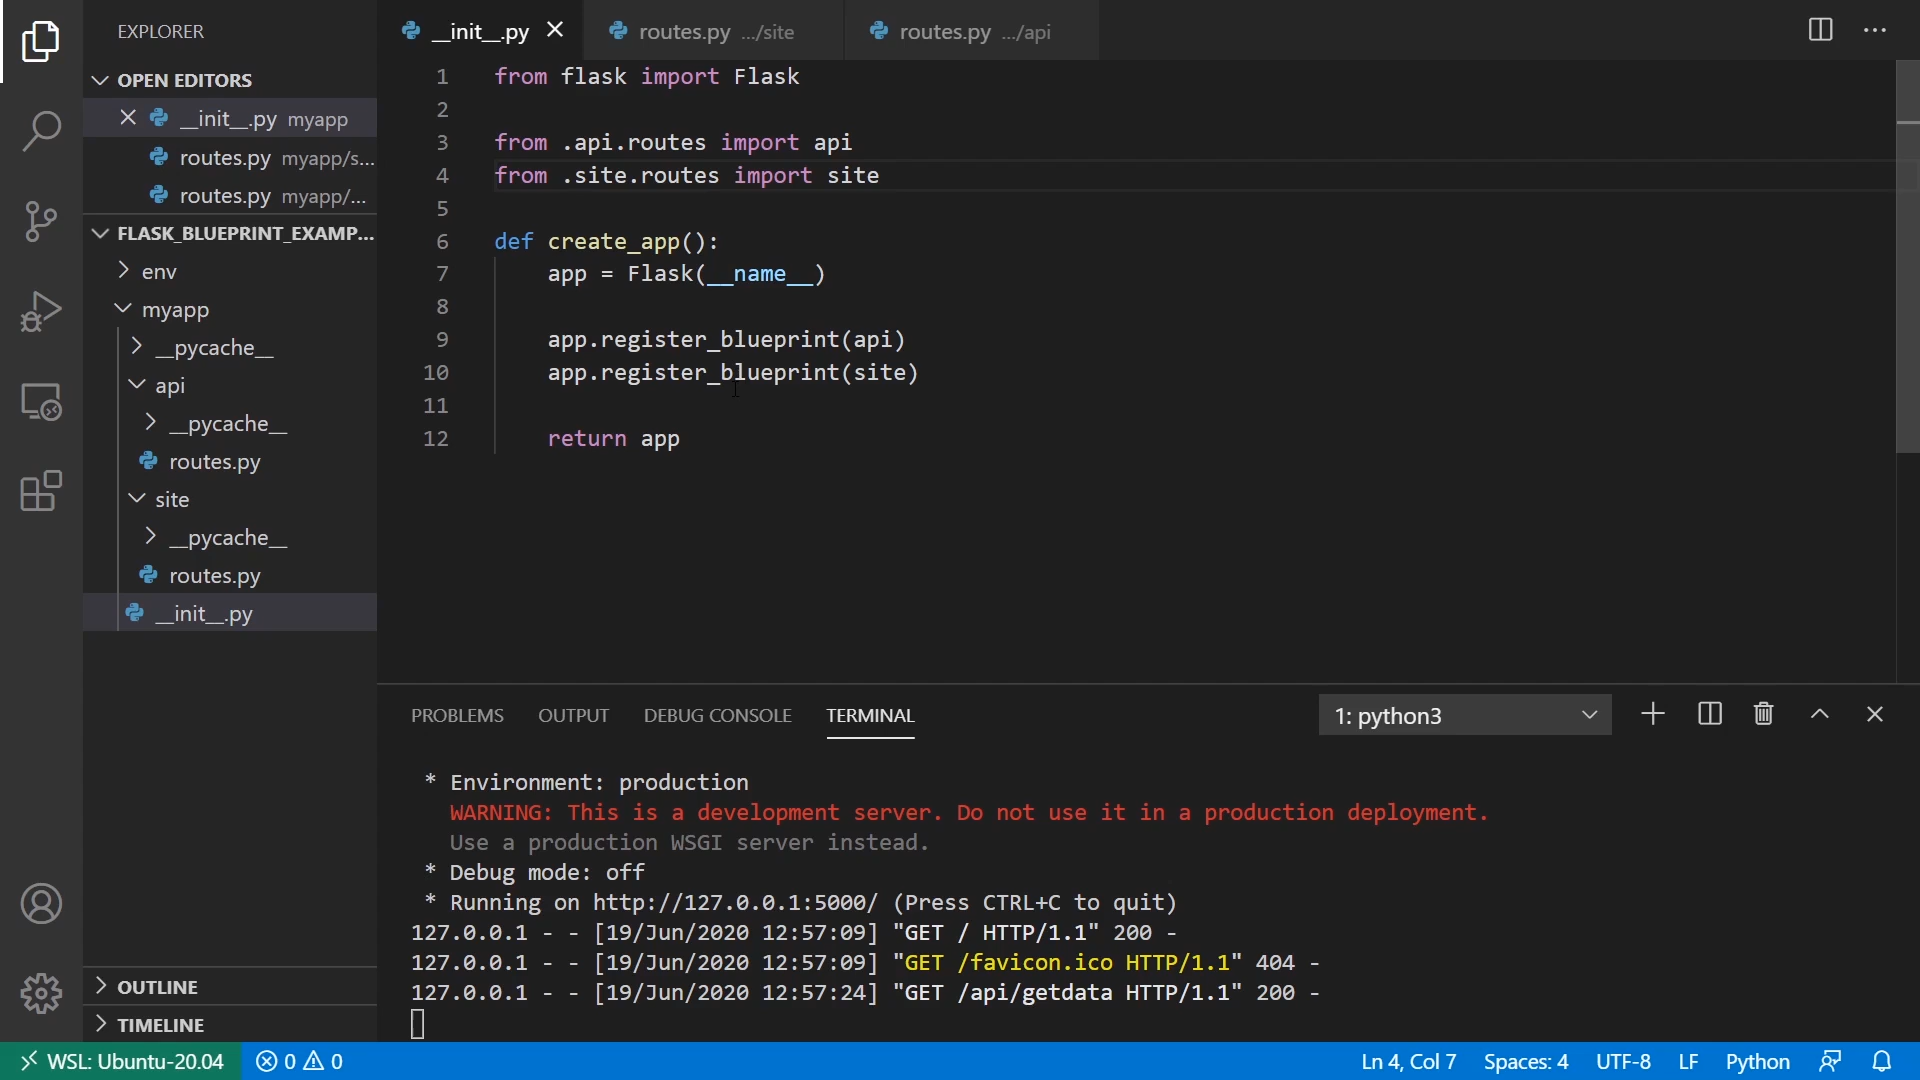 EXPLORER
OPEN EDITORS
__init__.py myapp
routes.py myapp/s...
routes.py myapp/...
FLASK_BLUEPRINT_EXAMP...
env
myapp
__pycache__
api
__pycache__
routes.py
site
__pycache__
routes.py
__init__.py
OUTLINE
TIMELINE
__init__.py
routes.py .../site
routes.py .../api
1 from flask import Flask
2
3 from .api.routes import api
4 from .site.routes import site
5
6 def create_app():
7 app = Flask(__name__)
8
9 app.register_blueprint(api)
10 app.register_blueprint(site)
11
12 return app
PROBLEMS OUTPUT DEBUG CONSOLE TERMINAL 1: python3
* Environment: production
WARNING: This is a development server. Do not use it in a production deployment.
Use a production WSGI server instead.
* Debug mode: off
* Running on http://127.0.0.1:5000/ (Press CTRL+C to quit)
127.0.0.1 - - [19/Jun/2020 12:57:09] "GET / HTTP/1.1" 200 -
127.0.0.1 - - [19/Jun/2020 12:57:09] "GET /favicon.ico HTTP/1.1" 404 -
127.0.0.1 - - [19/Jun/2020 12:57:24] "GET /api/getdata HTTP/1.1" 200 -
WSL: Ubuntu-20.04 0 0 Ln 4, Col 7 Spaces: 4 UTF-8 LF Python